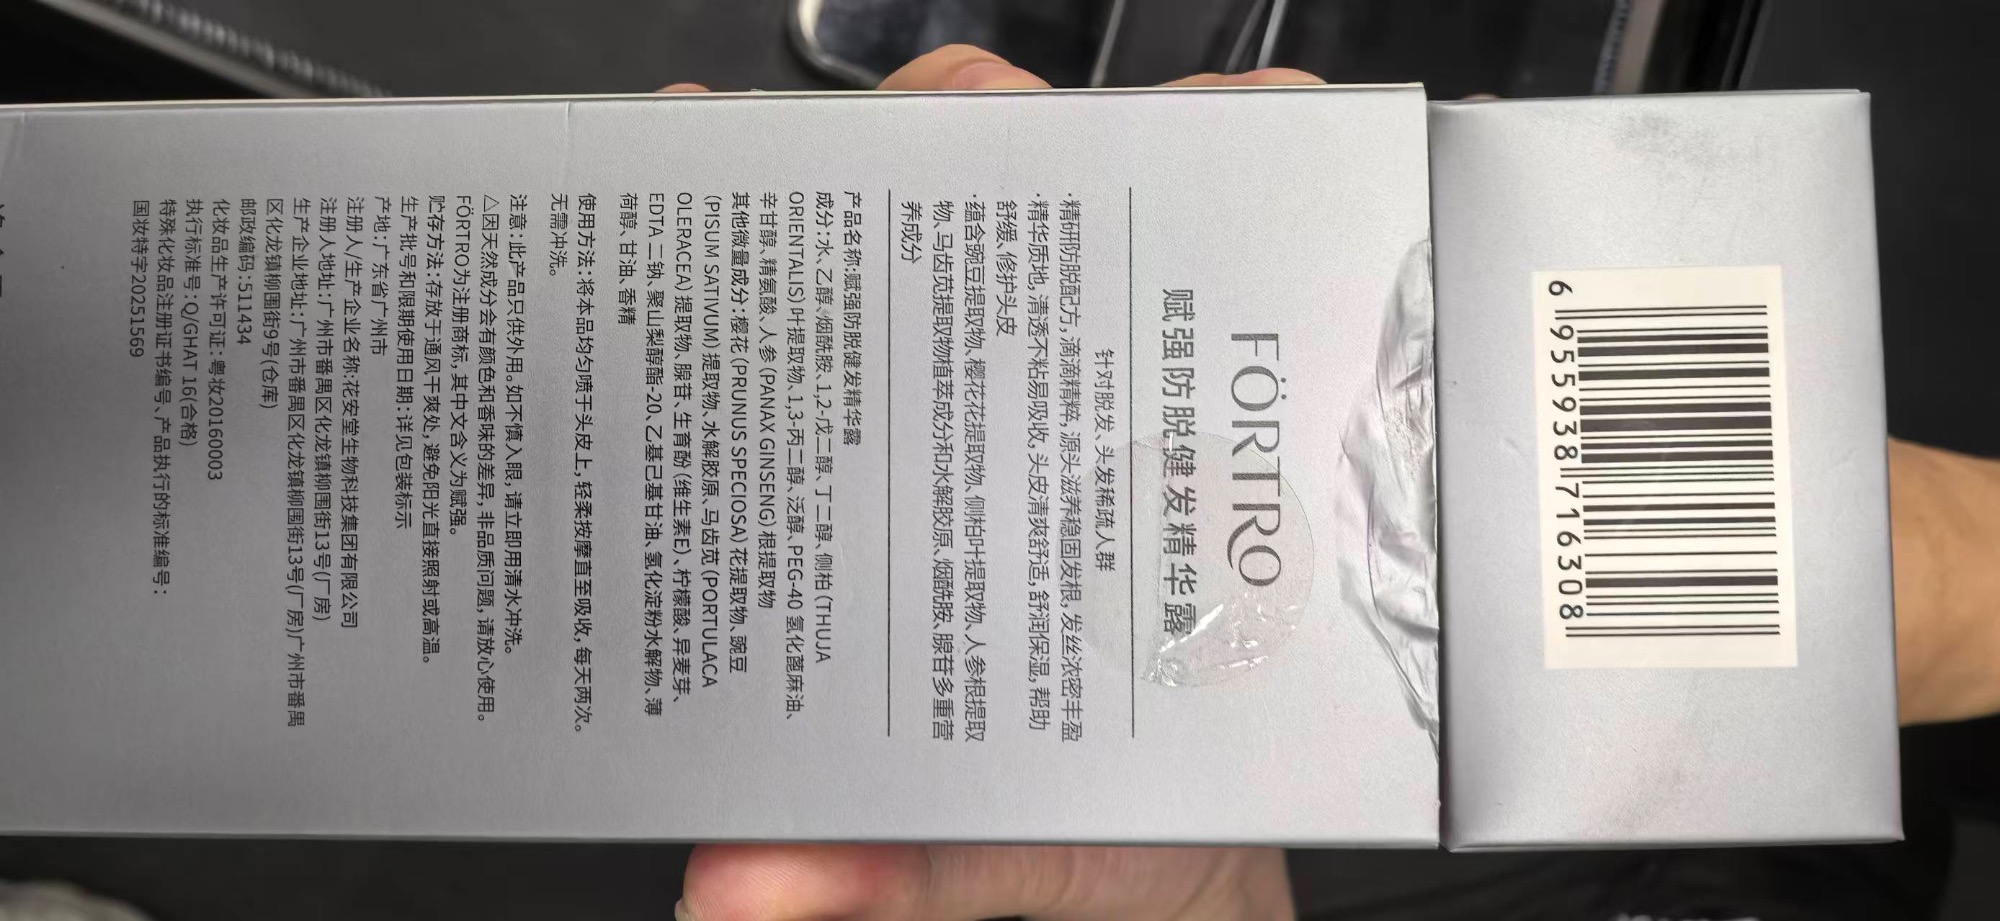 FÖRTRO
赋强防脱健发精华露
针对脱发、头发稀疏人群
·精研防脱配方,滴滴精粹,源头滋养稳固发根,发丝浓密丰盈
·精华质地,清透不粘易吸收,头皮清爽舒适,舒润保湿,帮助
舒缓、修护头皮
·蕴含豌豆提取物、樱花花提取物、侧柏叶提取物、人参根提取
物、马齿苋提取物植萃成分和水解胶原、烟酰胺、腺苷多重营
养成分
产品名称:赋强防脱健发精华露
成分:水、乙醇、烟酰胺、1,2-戊二醇、丁二醇、侧柏(THUJA
ORIENTALIS)叶提取物、1,3-丙二醇、泛醇、PEG-40 氢化蓖麻油、
辛甘醇、精氨酸、人参(PANAX GINSENG)根提取物
其他微量成分:樱花(PRUNUS SPECIOSA)花提取物、豌豆
(PISUM SATIVUM)提取物、水解胶原、马齿苋(PORTULACA
OLERACEA)提取物、腺苷、生育酚(维生素E)、柠檬酸、异麦芽、
EDTA 二钠、聚山梨醇酯-20、乙基己基甘油、氢化淀粉水解物、薄
荷醇、甘油、香精
使用方法:将本品均匀喷于头皮上,轻柔按摩直至吸收,每天两次。
无需冲洗。
注意:此产品只供外用。如不慎入眼,请立即用清水冲洗。
△因天然成分会有颜色和香味的差异,非品质问题,请放心使用。
FÖRTRO为注册商标,其中文含义为赋强。
贮存方法:存放于通风干爽处,避免阳光直接照射或高温。
生产批号和限期使用日期:详见包装标示
产地:广东省广州市
注册人/生产企业名称:花安堂生物科技集团有限公司
注册人地址:广州市番禺区化龙镇柳围街13号(厂房)
生产企业地址:广州市番禺区化龙镇柳围街13号(厂房)广州市番禺
区化龙镇柳围街9号(仓库)
邮政编码:511434
化妆品生产许可证:粤妆20160003
执行标准号:Q/GHAT 16(合格)
特殊化妆品注册证书编号、产品执行的标准编号:
国妆特字20251569
6 955938 716308